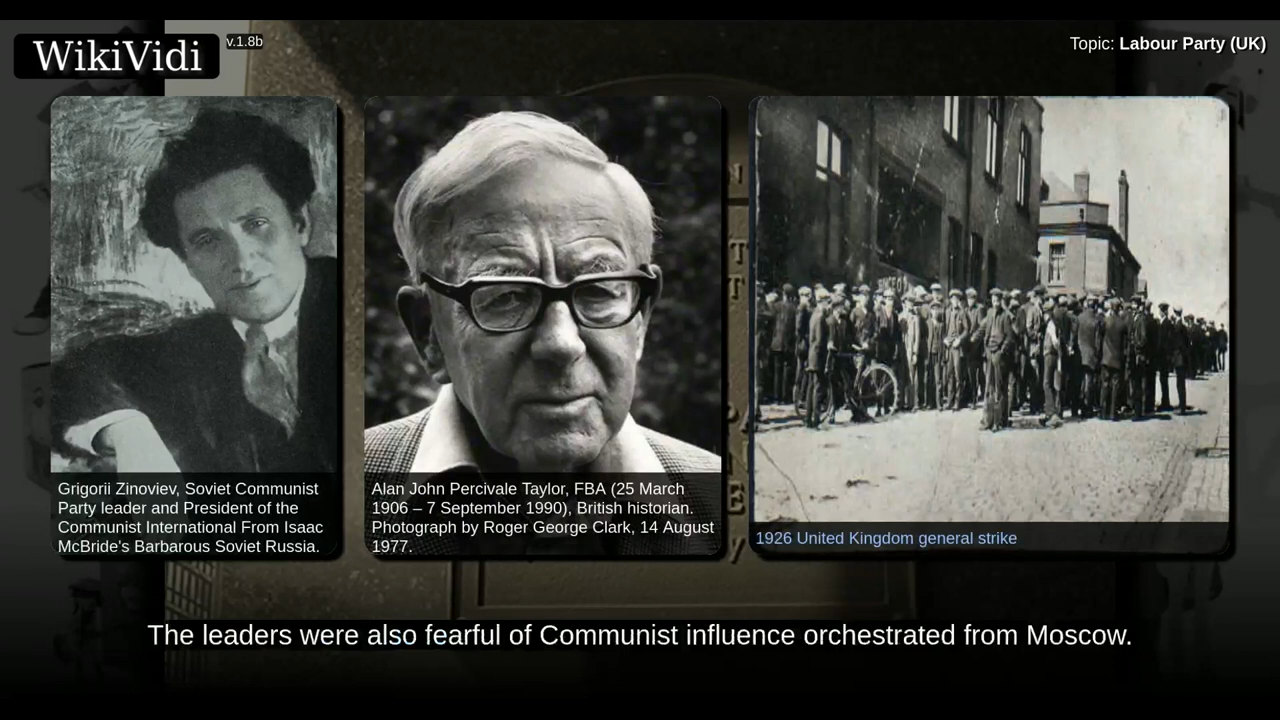 WikiVidi
v.1.8b
Topic: Labour Party (UK)
Grigorii Zinoviev, Soviet Communist
Party leader and President of the
Communist International From Isaac
McBride's Barbarous Soviet Russia.
Alan John Percivale Taylor, FBA (25 March
1906 – 7 September 1990), British historian.
Photograph by Roger George Clark, 14 August
1977.
1926 United Kingdom general strike
The leaders were also fearful of Communist influence orchestrated from Moscow.